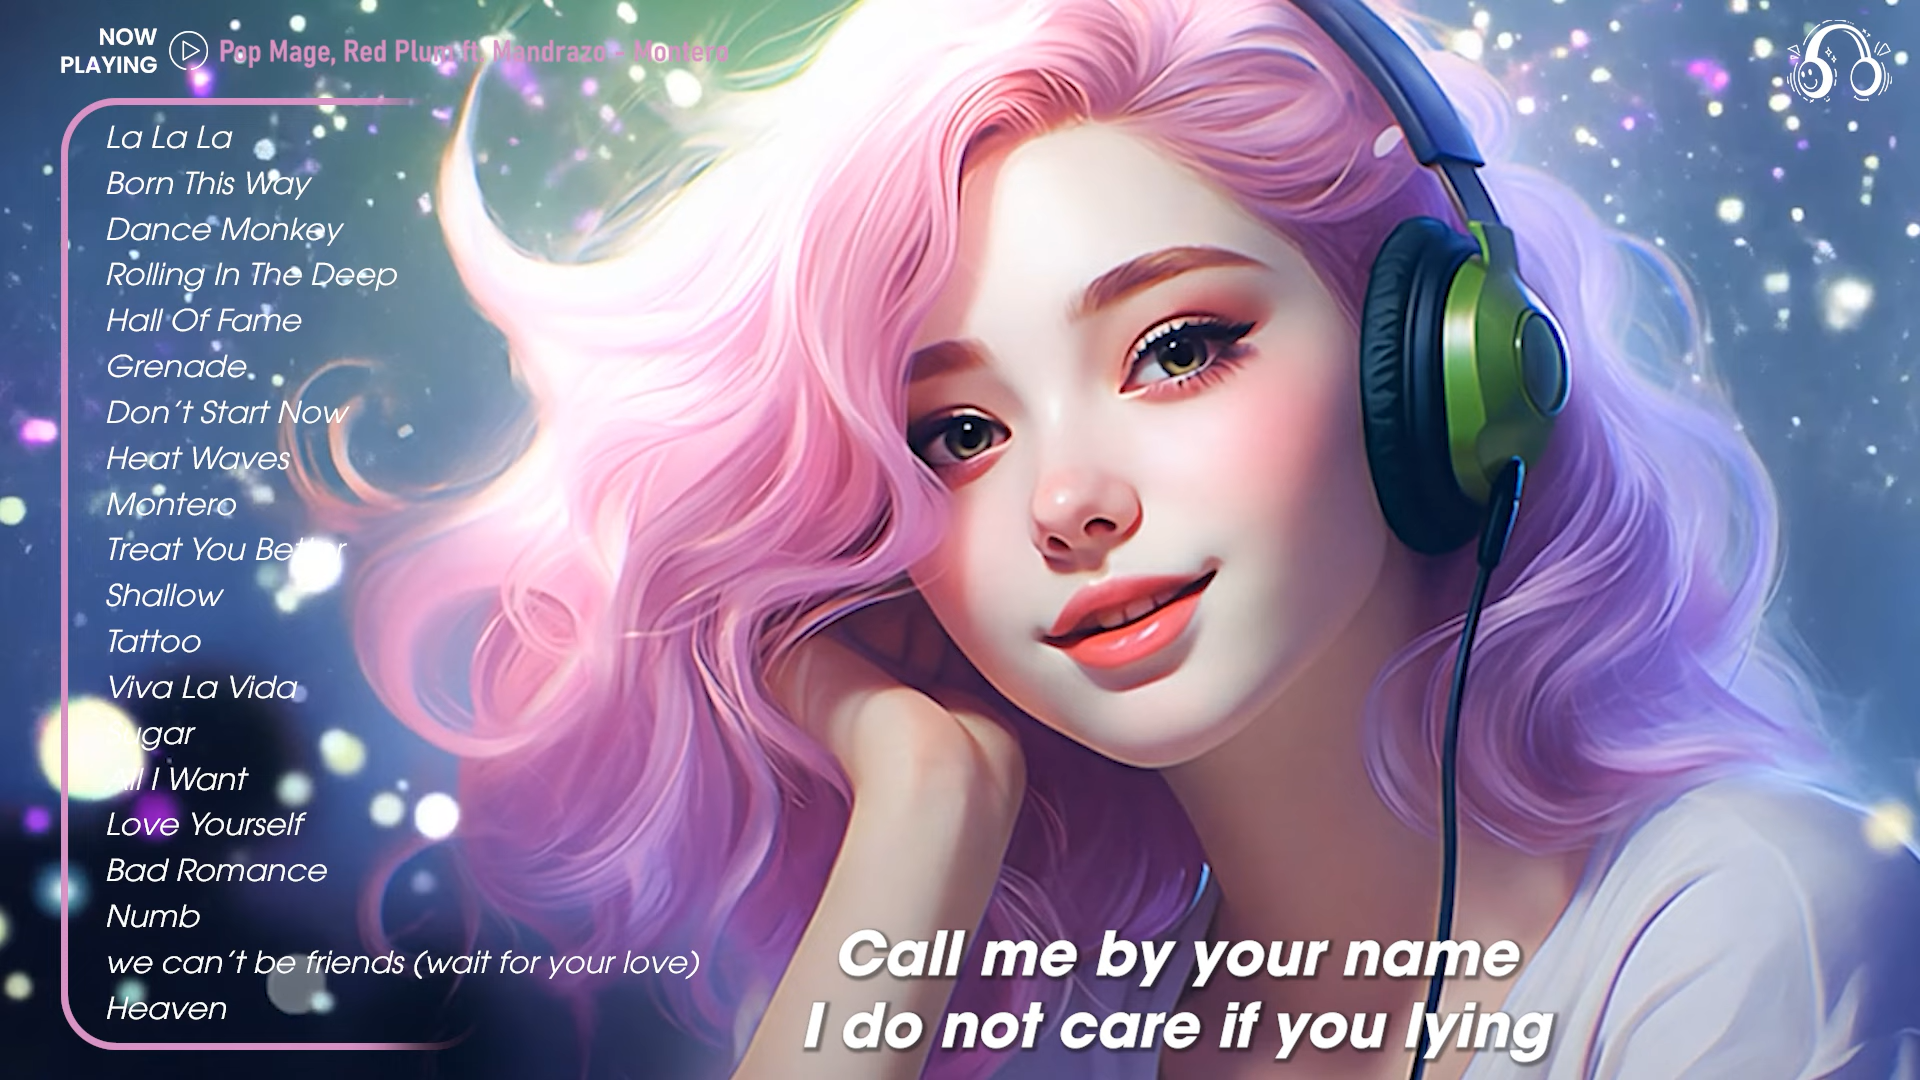 NOW
PLAYING
Pop Mage, Red Plum ft. Mandrazo - Montero
La La La
Born This Way
Dance Monkey
Rolling In The Deep
Hall Of Fame
Grenade
Don't Start Now
Heat Waves
Montero
Treat You Better
Shallow
Tattoo
Viva La Vida
Sugar
All I Want
Love Yourself
Bad Romance
Numb
we can't be friends (wait for your love)
Heaven
Call me by your name
I do not care if you lying